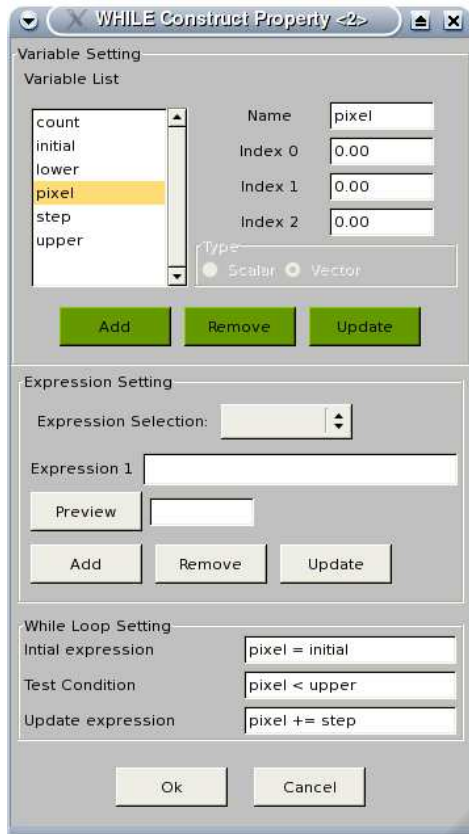 WHILE Construct Property <2>
Variable Setting
Variable List
count
initial
lower
pixel
step
upper
Name pixel
Index 0 0.00
Index 1 0.00
Index 2 0.00
Type
Scalar Vector
Add Remove Update
Expression Setting
Expression Selection:
Expression 1
Preview
Add Remove Update
While Loop Setting
Intial expression pixel = initial
Test Condition pixel < upper
Update expression pixel += step
Ok Cancel